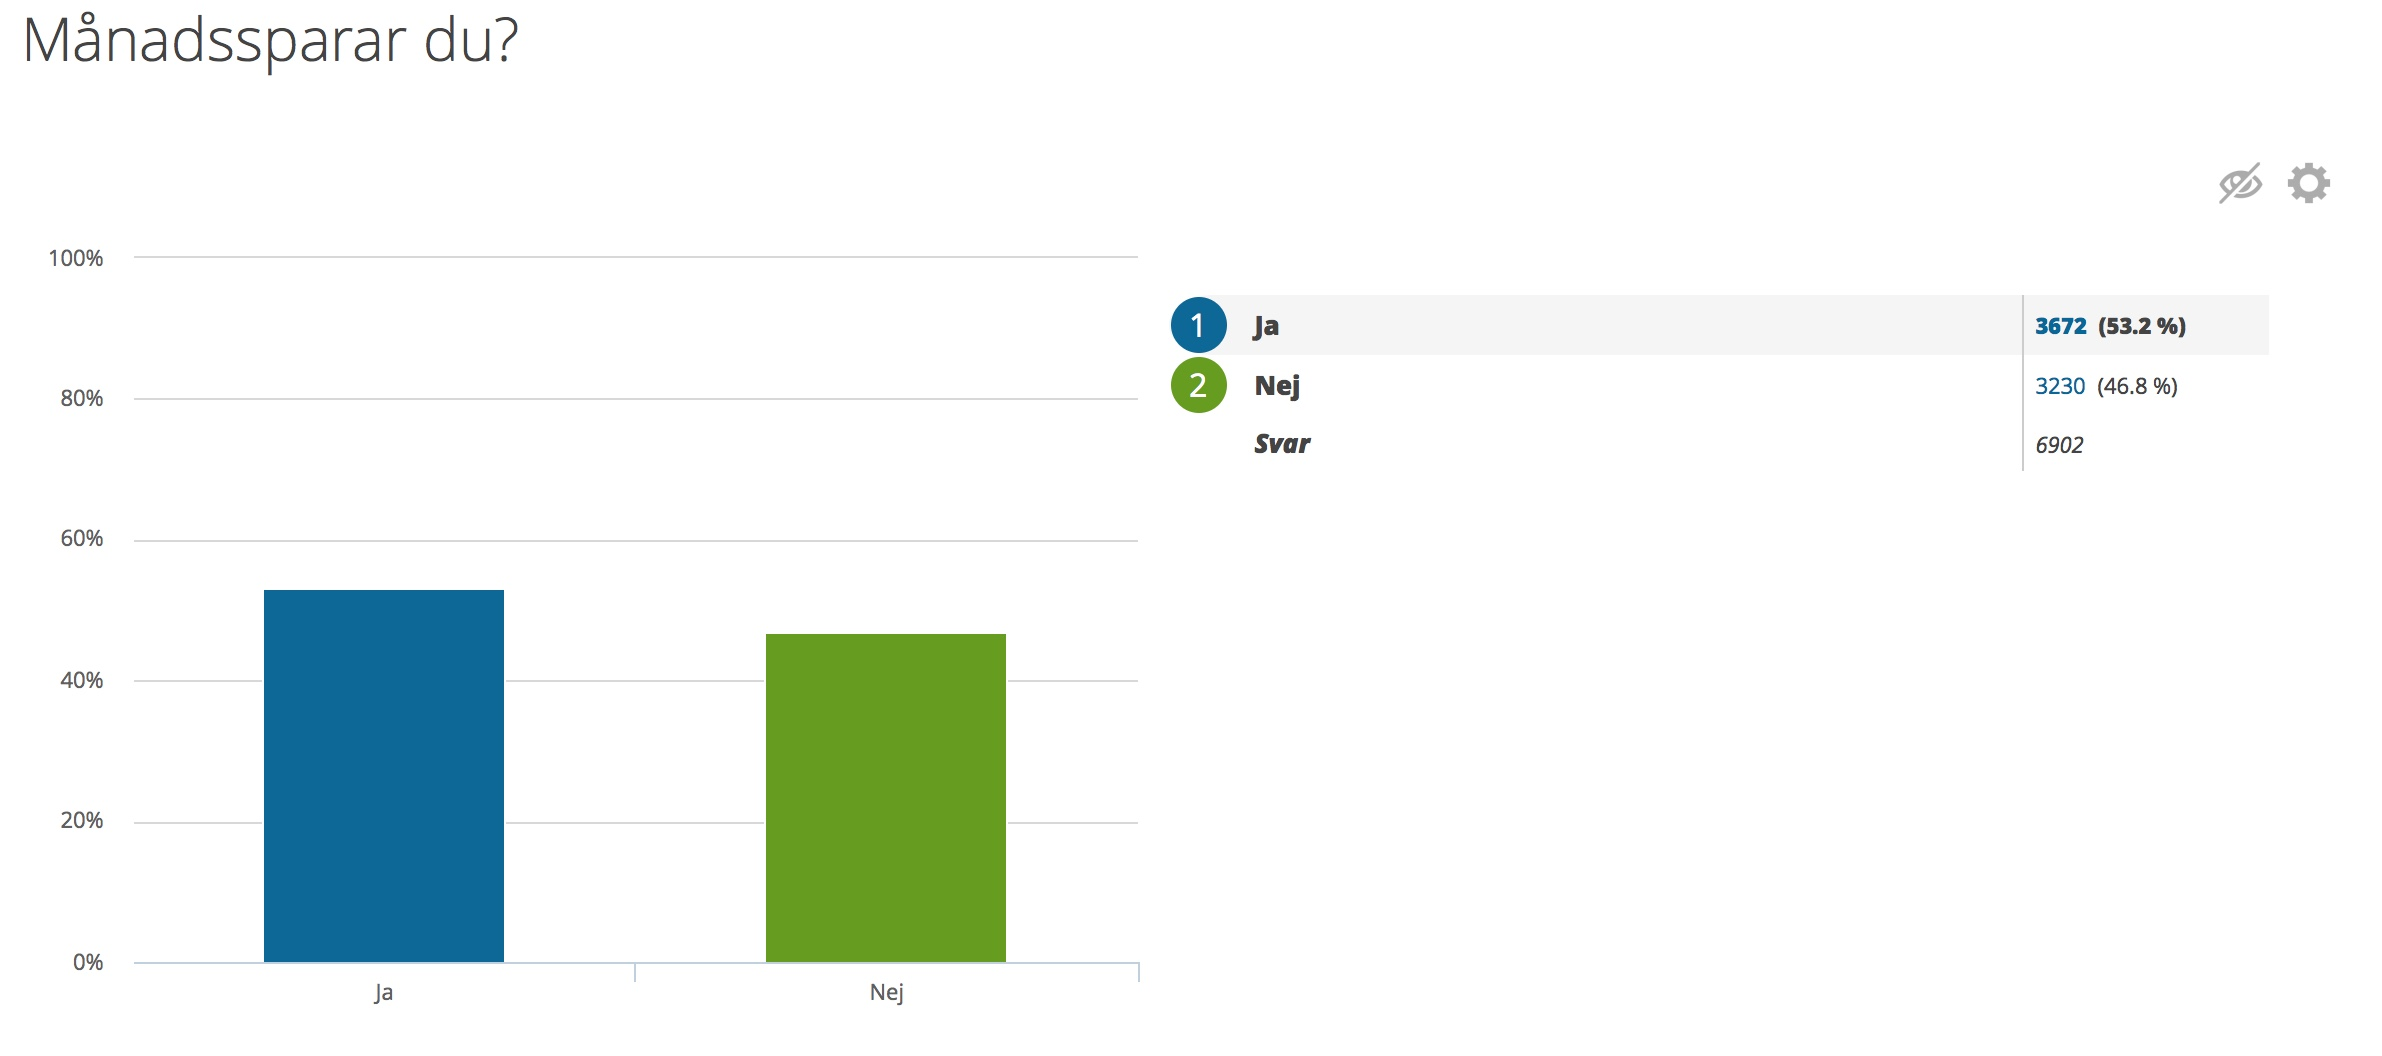 Månadssparar du?
100%
80%
60%
40%
20%
0%
Ja
Nej
1 Ja 3672 (53.2 %)
2 Nej 3230 (46.8 %)
Svar 6902